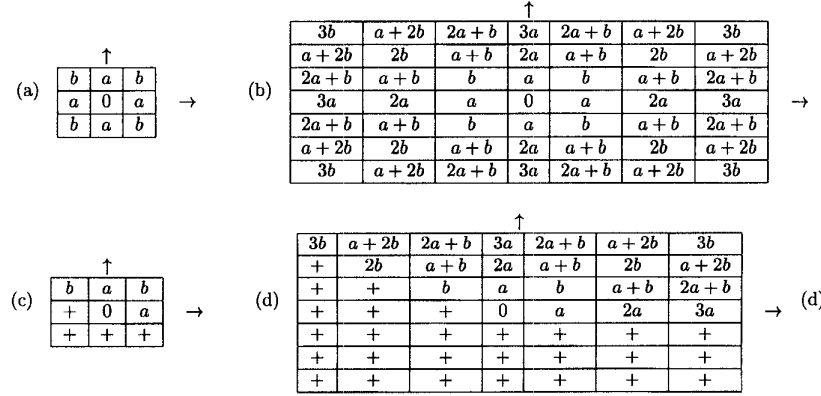 ↑
(a)
b a b
a 0 a →
b a b
↑
(b)
3b a + 2b 2a + b 3a 2a + b a + 2b 3b
a + 2b 2b a + b 2a a + b 2b a + 2b
2a + b a + b b a b a + b 2a + b
3a 2a a 0 a 2a 3a →
2a + b a + b b a b a + b 2a + b
a + 2b 2b a + b 2a a + b 2b a + 2b
3b a + 2b 2a + b 3a 2a + b a + 2b 3b
↑
(c)
b a b
+ 0 a →
+ + +
↑
(d)
3b a + 2b 2a + b 3a 2a + b a + 2b 3b
+ 2b a + b 2a a + b 2b a + 2b
+ + b a b a + b 2a + b
+ + + 0 a 2a 3a → (d)
+ + + + + + +
+ + + + + + +
+ + + + + + +